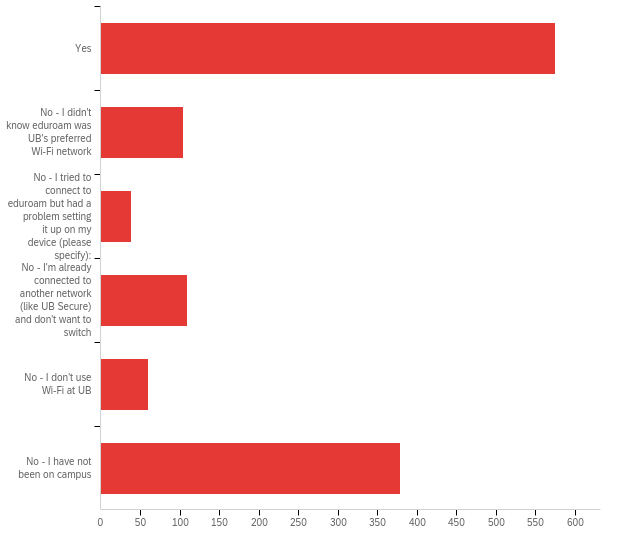 Yes
No - I didn't
know eduroam was
UB's preferred
Wi-Fi network
No - I tried to
connect to
eduroam but had a
problem setting
it up on my
device (please
specify):
No - I'm already
connected to
another network
(like UB Secure)
and don't want to
switch
No - I don't use
Wi-Fi at UB
No - I have not
been on campus
0 50 100 150 200 250 300 350 400 450 500 550 600